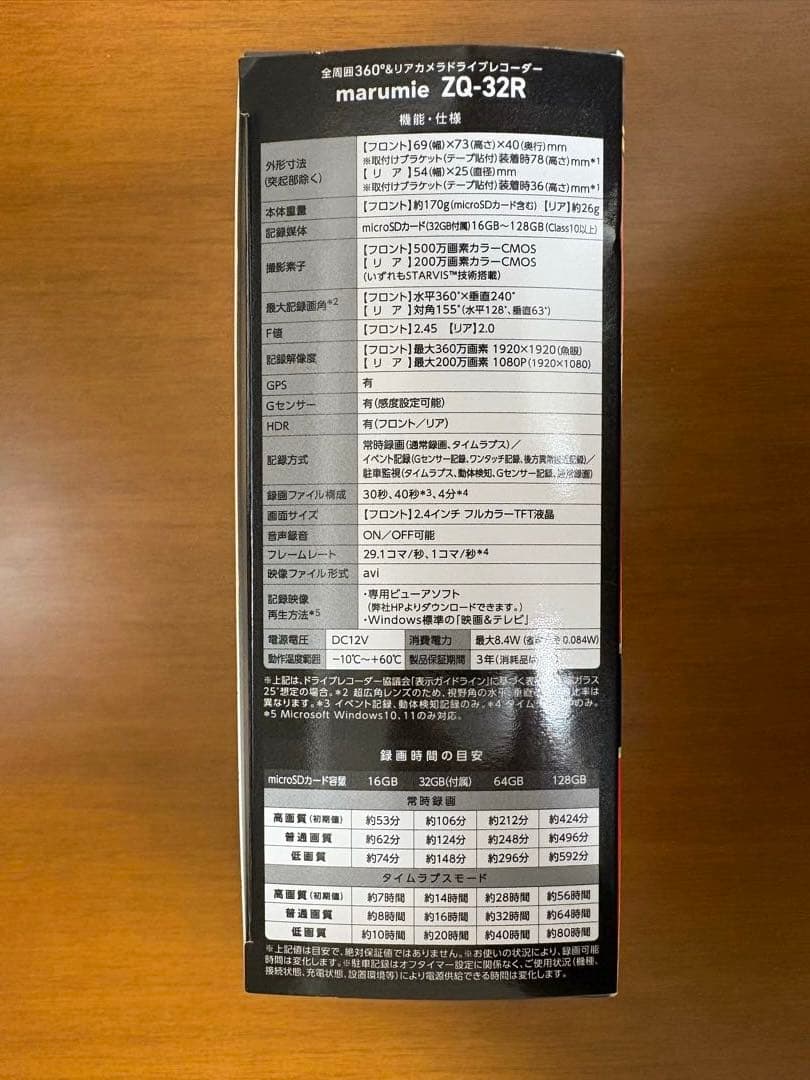 全周囲360°&リアカメラドライブレコーダー
marumie ZQ-32R
機能・仕様
外形寸法
(突起部除く)
【フロント】69(幅)×73(高さ)×40(奥行)mm
※取付けブラケット(テープ貼付)装着時78(高さ)mm*1
【リア】54(幅)×25(直径)mm
※取付けブラケット(テープ貼付)装着時36(高さ)mm*1
本体重量 【フロント】約170g(microSDカード含む) 【リア】約26g
記録媒体 microSDカード(32GB付属)16GB〜128GB(Class10以上)
撮影素子
【フロント】500万画素カラーCMOS
【リア】200万画素カラーCMOS
(いずれもSTARVIS™技術搭載)
最大記録画角*2
【フロント】水平360°×垂直240°
【リア】対角155°(水平128°、垂直63°)
F値 【フロント】2.45 【リア】2.0
記録解像度
【フロント】最大360万画素 1920×1920(魚眼)
【リア】最大200万画素 1080P(1920×1080)
GPS 有
Gセンサー 有(感度設定可能)
HDR 有(フロント/リア)
記録方式
常時録画(通常録画、タイムラプス)/
イベント記録(Gセンサー記録、ワンタッチ記録、後方異常接近記録)/
駐車監視(タイムラプス、動体検知、Gセンサー記録、通常録画)
録画ファイル構成 30秒、40秒*3、4分*4
画面サイズ 【フロント】2.4インチ フルカラーTFT液晶
音声録音 ON/OFF可能
フレームレート 29.1コマ/秒、1コマ/秒*4
映像ファイル形式 avi
記録映像
再生方法*5
・専用ビューアソフト
(弊社HPよりダウンロードできます。)
・Windows標準の「映画&テレビ」
電源電圧 DC12V 消費電力 最大8.4W(省 0.084W)
動作温度範囲 −10℃〜+60℃ 製品保証期間 3年(消耗品は
※上記は、ドライブレコーダー協議会「表示ガイドライン」に基づく表 ガラス
25°想定の場合。*2 超広角レンズのため、視野角の水平、垂直 比率は
異なります。*3 イベント記録、動体検知記録のみ。*4 タイム のみ。
*5 Microsoft Windows10、11のみ対応。
録画時間の目安
microSDカード容量 16GB 32GB(付属) 64GB 128GB
常時録画
高画質(初期値) 約53分 約106分 約212分 約424分
普通画質 約62分 約124分 約248分 約496分
低画質 約74分 約148分 約296分 約592分
タイムラプスモード
高画質(初期値) 約7時間 約14時間 約28時間 約56時間
普通画質 約8時間 約16時間 約32時間 約64時間
低画質 約10時間 約20時間 約40時間 約80時間
※上記値は目安で、絶対保証値ではありません。※お使いの状況により、録画可能
時間は変化します。※駐車記録はオフタイマー設定に関係なく、ご使用状況(機種、
接続状態、充電状態、設置環境等)により電源供給できる時間は変化します。